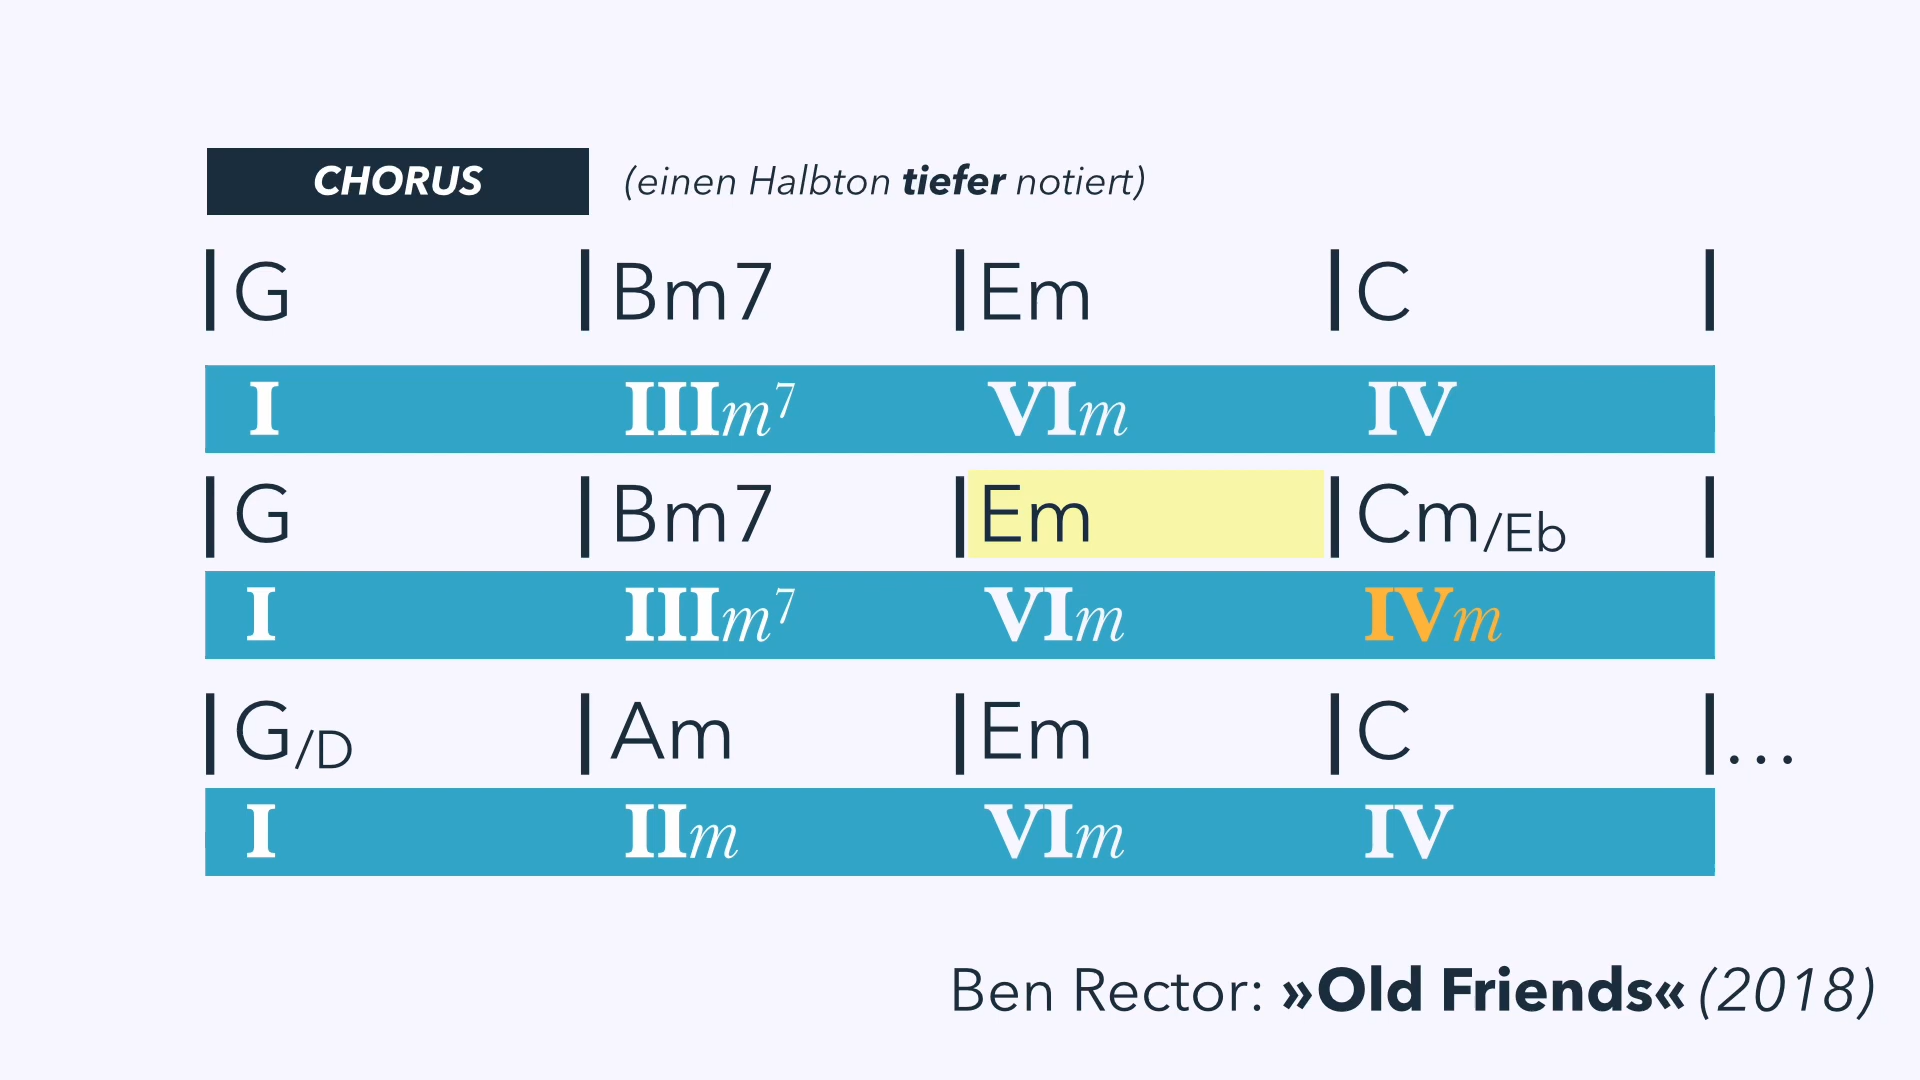 CHORUS (einen Halbton tiefer notiert)
| G | Bm7 | Em | C |
I IIIm⁷ VIm IV
| G | Bm7 | Em | Cm/Eb |
I IIIm⁷ VIm IVm
| G/D | Am | Em | C | ...
I IIm VIm IV
Ben Rector: »Old Friends« (2018)